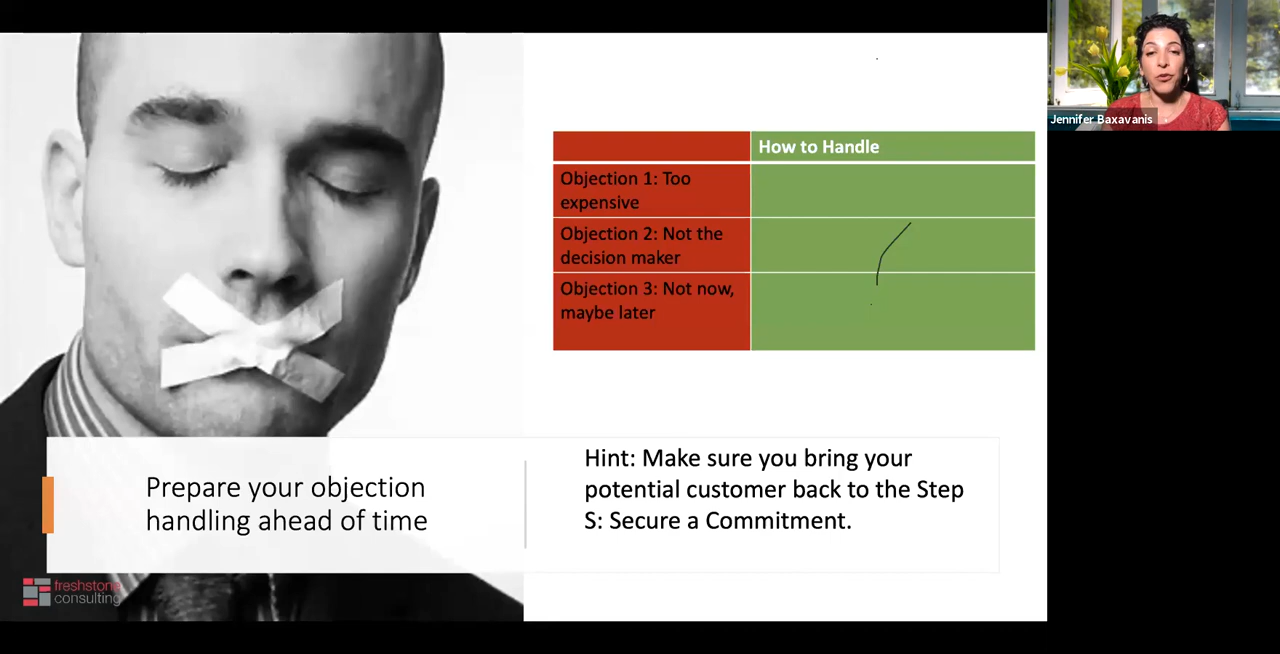 Jennifer Baxavanis
How to Handle
Objection 1: Too
expensive
Objection 2: Not the
decision maker
Objection 3: Not now,
maybe later
Prepare your objection
handling ahead of time
Hint: Make sure you bring your
potential customer back to the Step
S: Secure a Commitment.
freshstone
consulting